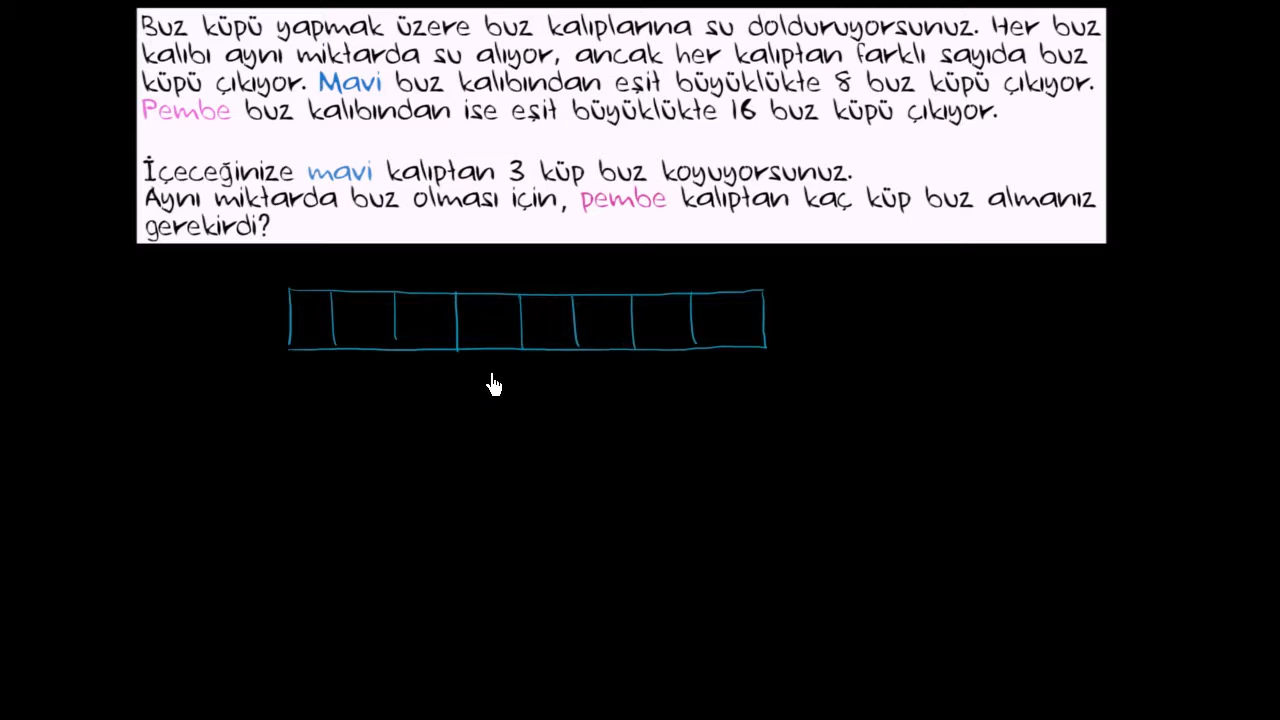 Buz küpü yapmak üzere buz kalıplarına su dolduruyorsunuz. Her buz
kalıbı aynı miktarda su alıyor, ancak her kalıptan farklı sayıda buz
küpü çıkıyor. Mavi buz kalıbından eşit büyüklükte 8 buz küpü çıkıyor.
Pembe buz kalıbından ise eşit büyüklükte 16 buz küpü çıkıyor.
İçeceğinize mavi kalıptan 3 küp buz koyuyorsunuz.
Aynı miktarda buz olması için, pembe kalıptan kaç küp buz almanız
gerekirdi?